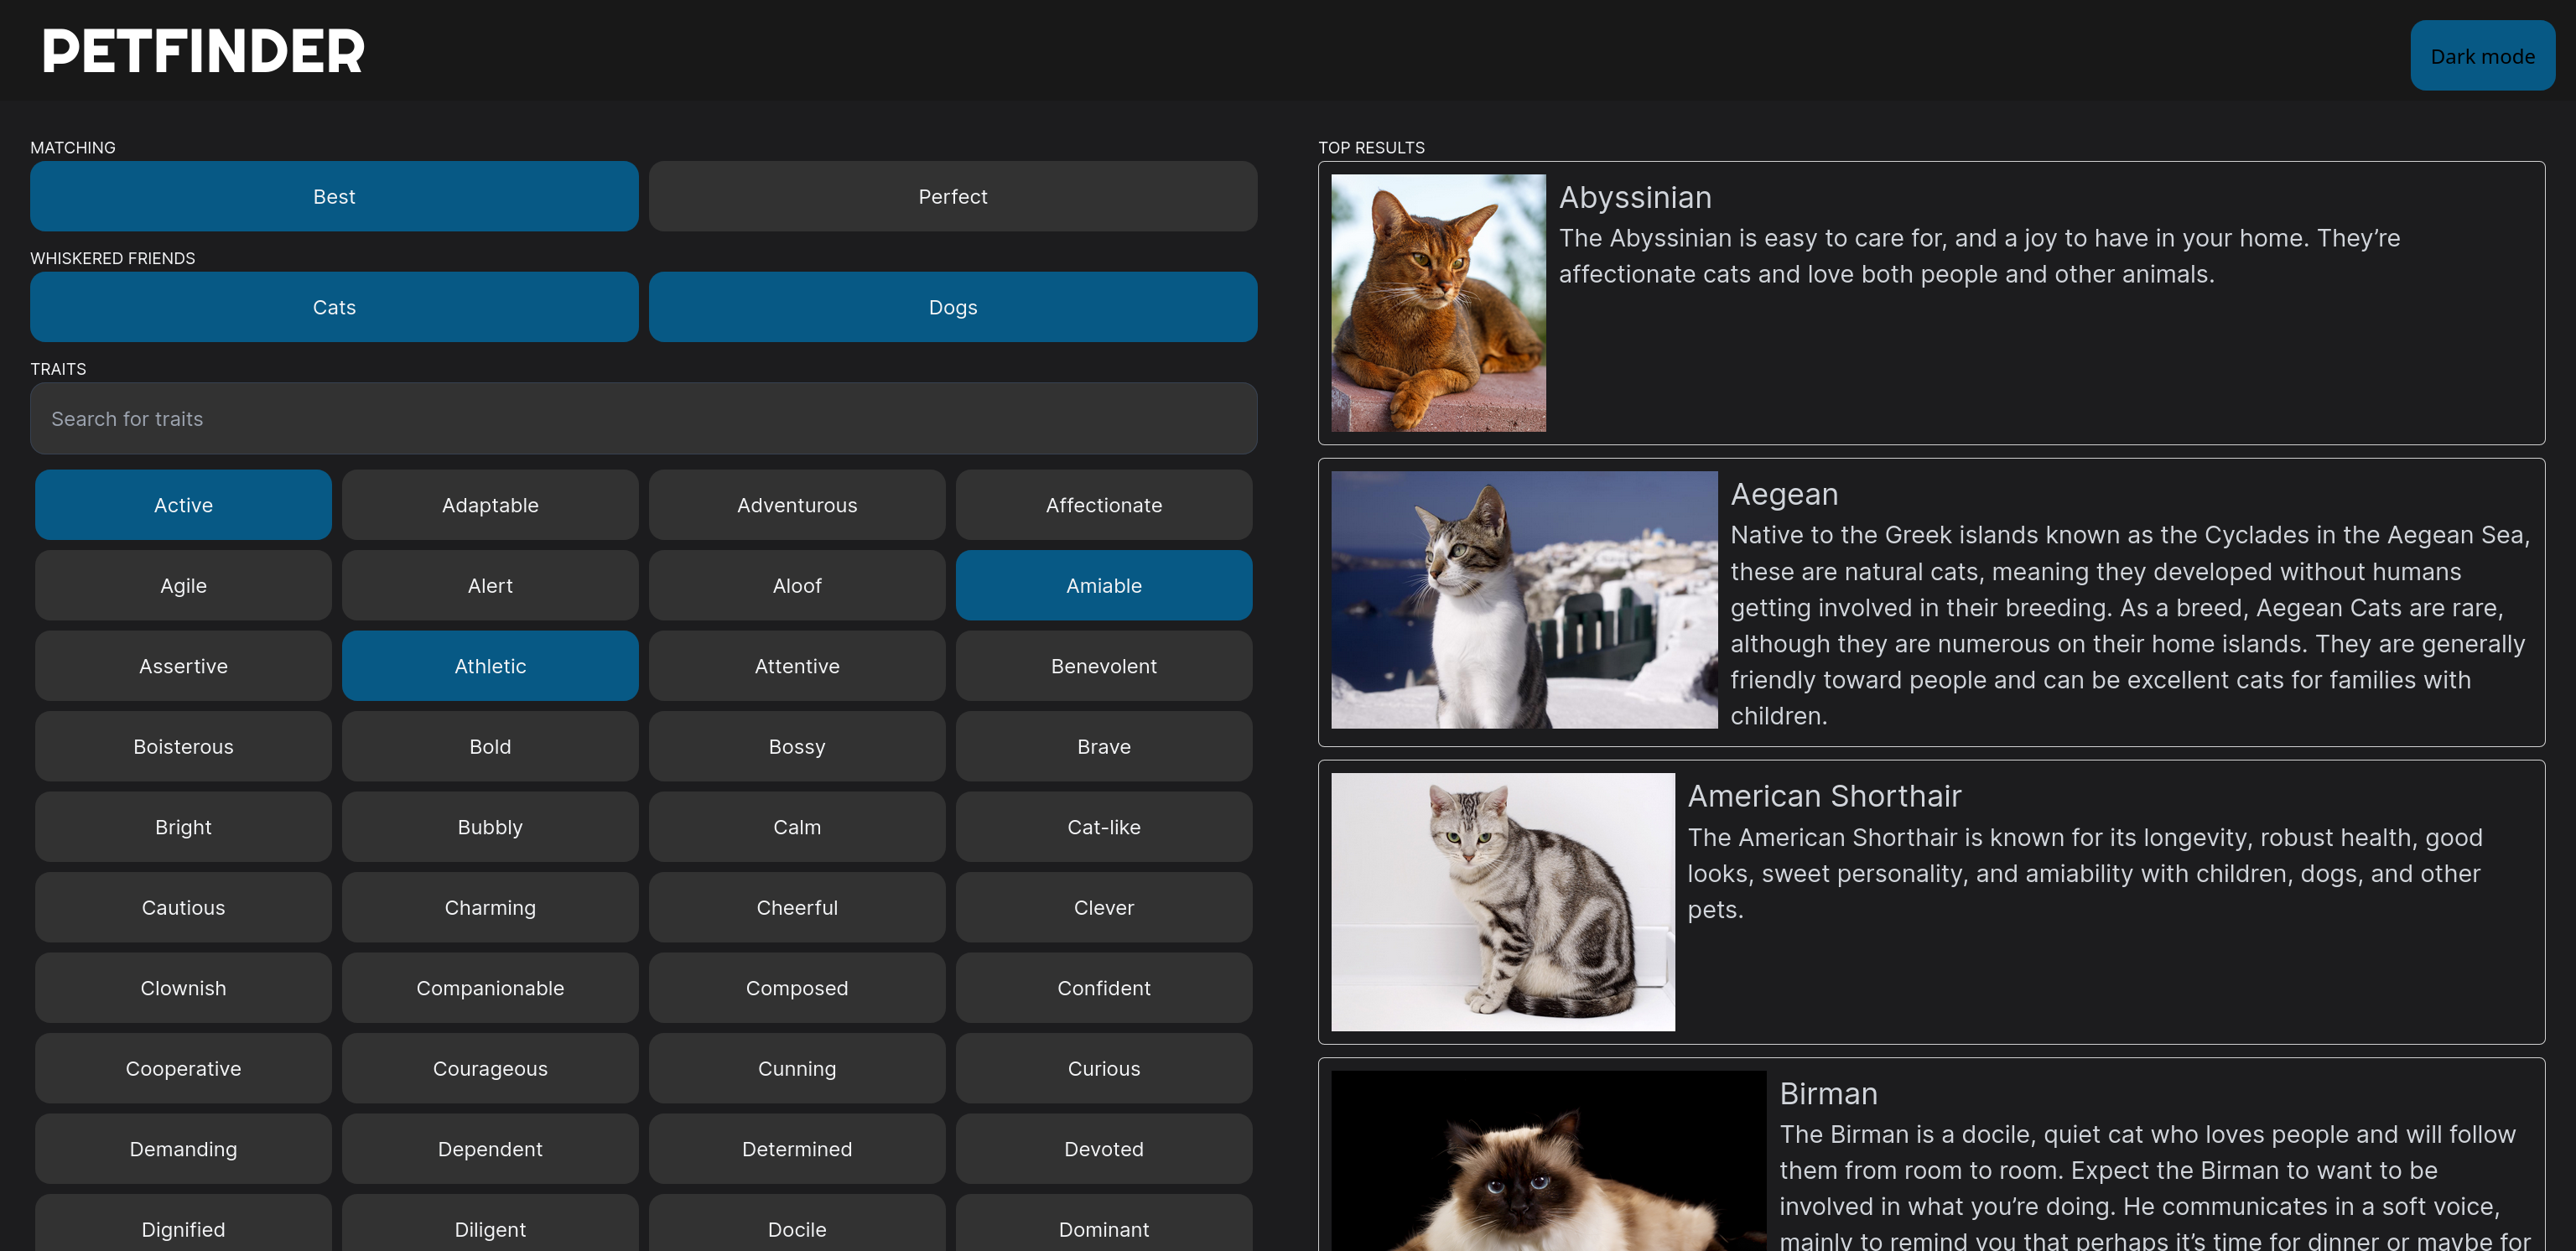 PETFINDER
Dark mode
MATCHING
Best
Perfect
WHISKERED FRIENDS
Cats
Dogs
TRAITS
Search for traits
Active
Adaptable
Adventurous
Affectionate
Agile
Alert
Aloof
Amiable
Assertive
Athletic
Attentive
Benevolent
Boisterous
Bold
Bossy
Brave
Bright
Bubbly
Calm
Cat-like
Cautious
Charming
Cheerful
Clever
Clownish
Companionable
Composed
Confident
Cooperative
Courageous
Cunning
Curious
Demanding
Dependent
Determined
Devoted
Dignified
Diligent
Docile
Dominant
TOP RESULTS
Abyssinian
The Abyssinian is easy to care for, and a joy to have in your home. They’re
affectionate cats and love both people and other animals.
Aegean
Native to the Greek islands known as the Cyclades in the Aegean Sea,
these are natural cats, meaning they developed without humans
getting involved in their breeding. As a breed, Aegean Cats are rare,
although they are numerous on their home islands. They are generally
friendly toward people and can be excellent cats for families with
children.
American Shorthair
The American Shorthair is known for its longevity, robust health, good
looks, sweet personality, and amiability with children, dogs, and other
pets.
Birman
The Birman is a docile, quiet cat who loves people and will follow
them from room to room. Expect the Birman to want to be
involved in what you’re doing. He communicates in a soft voice,
mainly to remind you that perhaps it’s time for dinner or maybe for